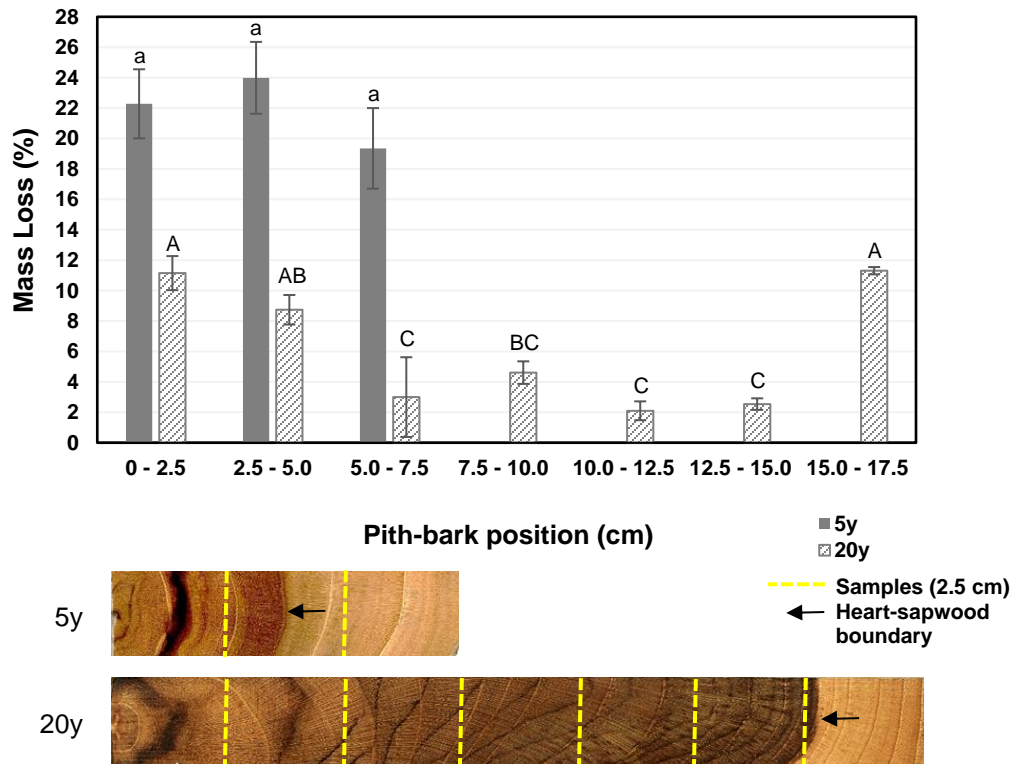 28
26
24
22
20
18
16
14
12
10
8
6
4
2
0
Mass Loss (%)
a
a
a
A
AB
C
BC
C
C
A
0 - 2.5 2.5 - 5.0 5.0 - 7.5 7.5 - 10.0 10.0 - 12.5 12.5 - 15.0 15.0 - 17.5
Pith-bark position (cm)
5y
20y
Samples (2.5 cm)
Heart-sapwood
boundary
5y
20y